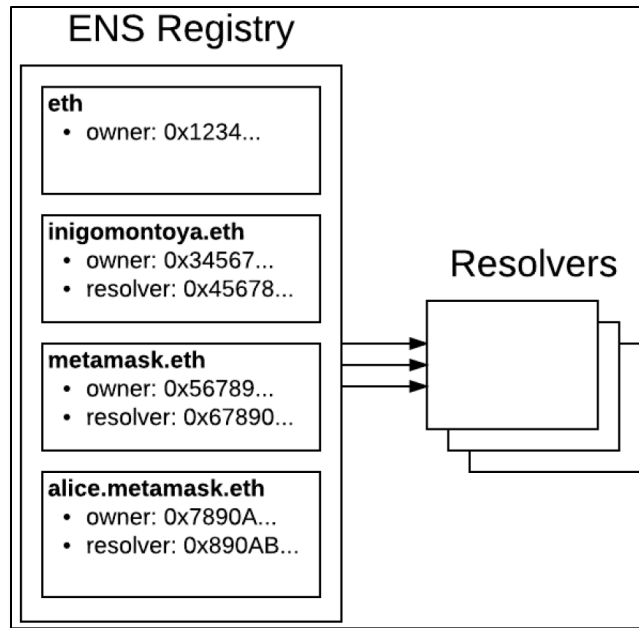 ENS Registry
eth
• owner: 0x1234...
inigomontoya.eth
• owner: 0x34567...
• resolver: 0x45678...
metamask.eth
• owner: 0x56789...
• resolver: 0x67890...
alice.metamask.eth
• owner: 0x7890A...
• resolver: 0x890AB...
Resolvers